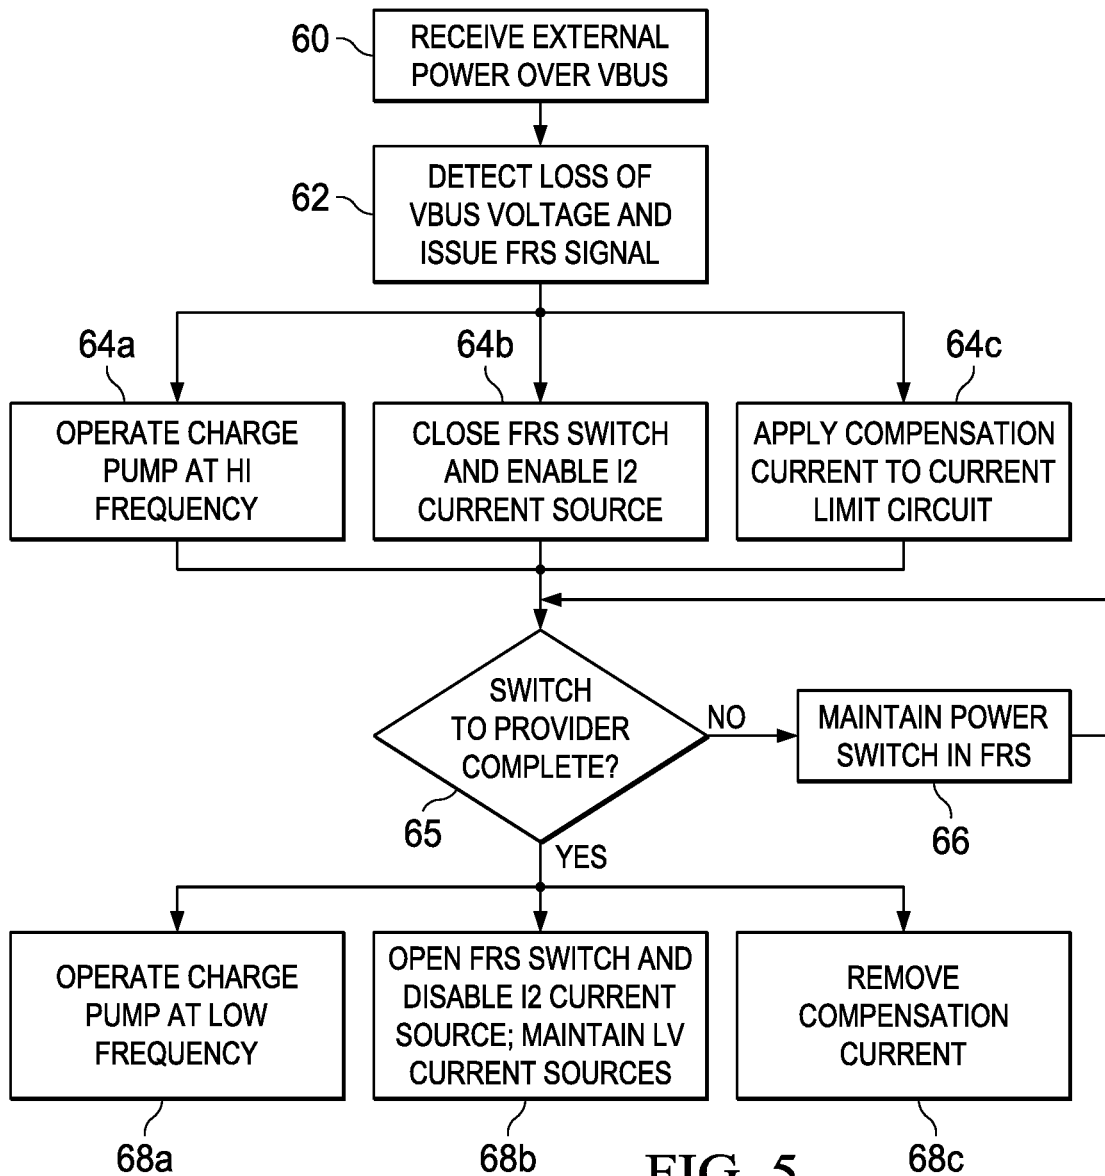 60
RECEIVE EXTERNAL
POWER OVER VBUS
62
DETECT LOSS OF
VBUS VOLTAGE AND
ISSUE FRS SIGNAL
64a
64b
64c
OPERATE CHARGE
PUMP AT HI
FREQUENCY
CLOSE FRS SWITCH
AND ENABLE I2
CURRENT SOURCE
APPLY COMPENSATION
CURRENT TO CURRENT
LIMIT CIRCUIT
SWITCH
TO PROVIDER
COMPLETE?
65
NO
MAINTAIN POWER
SWITCH IN FRS
66
YES
OPERATE CHARGE
PUMP AT LOW
FREQUENCY
OPEN FRS SWITCH AND
DISABLE I2 CURRENT
SOURCE; MAINTAIN LV
CURRENT SOURCES
REMOVE
COMPENSATION
CURRENT
68a
68b
68c
FIG. 5